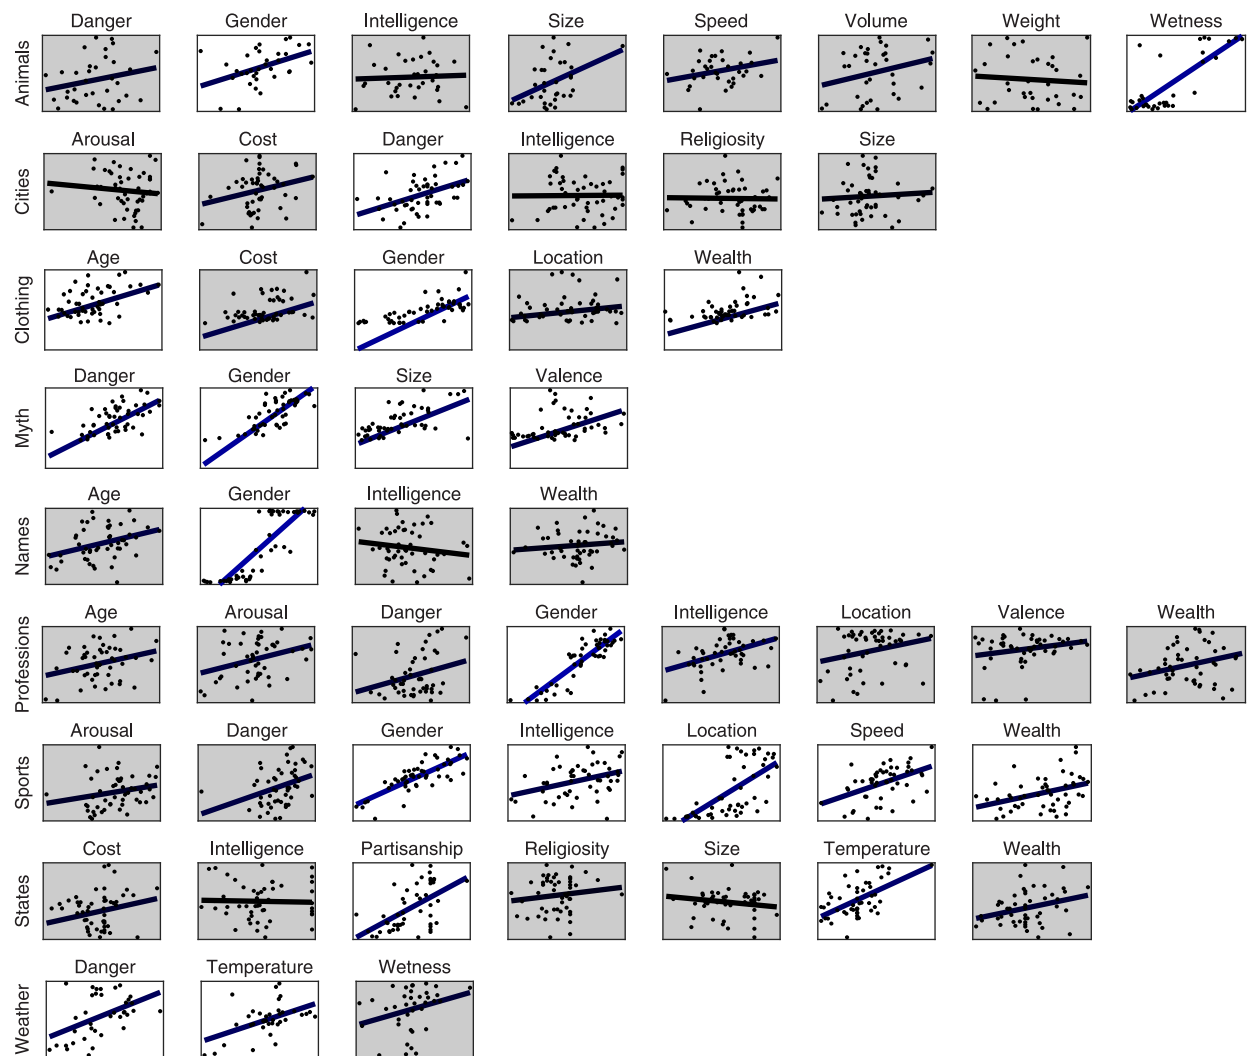 Danger Gender Intelligence Size Speed Volume Weight Wetness
Animals
Arousal Cost Danger Intelligence Religiosity Size
Cities
Age Cost Gender Location Wealth
Clothing
Danger Gender Size Valence
Myth
Age Gender Intelligence Wealth
Names
Age Arousal Danger Gender Intelligence Location Valence Wealth
Professions
Arousal Danger Gender Intelligence Location Speed Wealth
Sports
Cost Intelligence Partisanship Religiosity Size Temperature Wealth
States
Danger Temperature Wetness
Weather